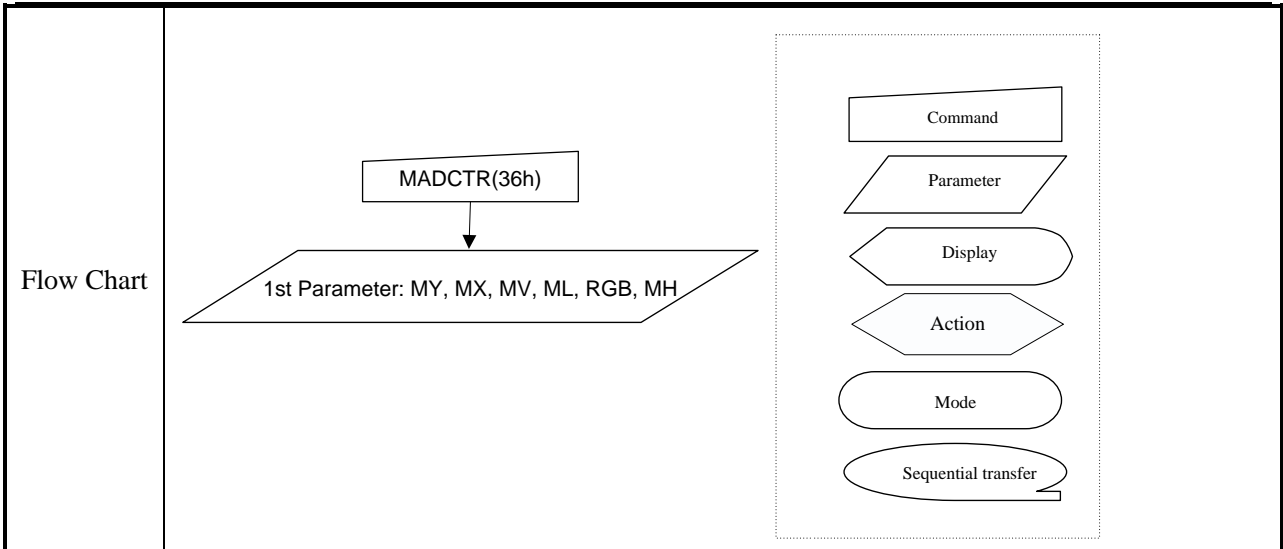 Flow Chart
MADCTR(36h)
1st Parameter: MY, MX, MV, ML, RGB, MH
Command
Parameter
Display
Action
Mode
Sequential transfer